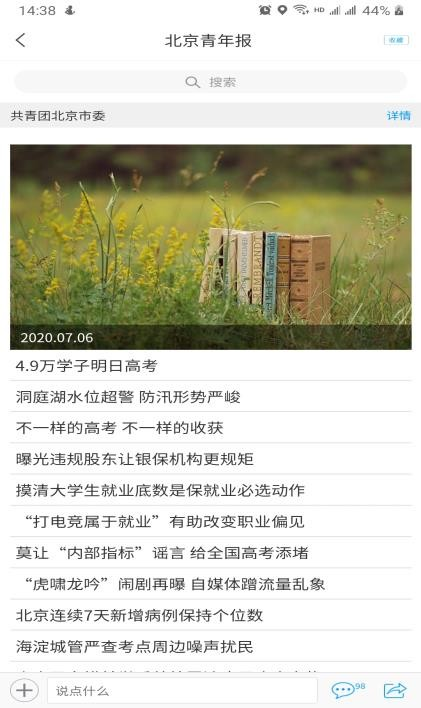 14:38
HD
44%
北京青年报
收藏
搜索
共青团北京市委
详情
REMBRANDT
2020.07.06
4.9万学子明日高考
洞庭湖水位超警 防汛形势严峻
不一样的高考 不一样的收获
曝光违规股东让银保机构更规矩
摸清大学生就业底数是保就业必选动作
“打电竞属于就业”有助改变职业偏见
莫让“内部指标”谣言 给全国高考添堵
“虎啸龙吟”闹剧再曝 自媒体蹭流量乱象
北京连续7天新增病例保持个位数
海淀城管严查考点周边噪声扰民
说点什么
98